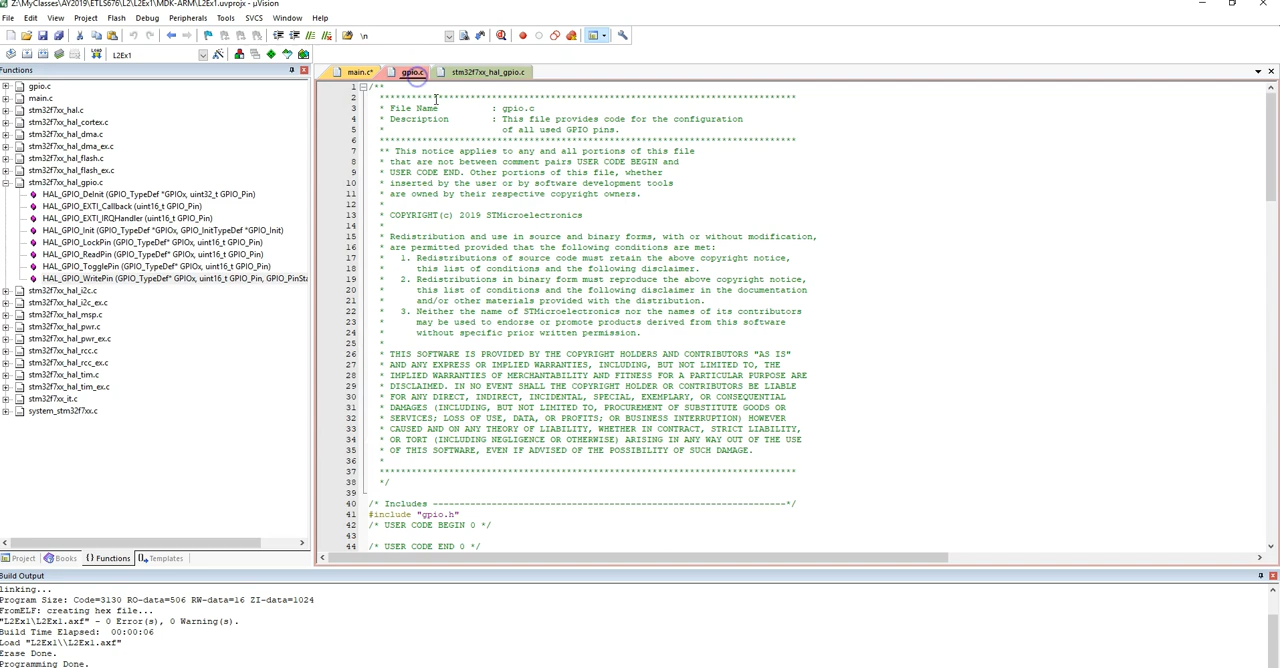 Z:\MyClasses\AY2019\ETLS676\L2\L2Ex1\MDK-ARM\L2Ex1.uvprojx - µVision
File Edit View Project Flash Debug Peripherals Tools SVCS Window Help
\n
LOAD L2Ex1
Functions
main.c* gpio.c stm32f7xx_hal_gpio.c
gpio.c
main.c
stm32f7xx_hal.c
stm32f7xx_hal_cortex.c
stm32f7xx_hal_dma.c
stm32f7xx_hal_dma_ex.c
stm32f7xx_hal_flash.c
stm32f7xx_hal_flash_ex.c
stm32f7xx_hal_gpio.c
HAL_GPIO_DeInit (GPIO_TypeDef *GPIOx, uint32_t GPIO_Pin)
HAL_GPIO_EXTI_Callback (uint16_t GPIO_Pin)
HAL_GPIO_EXTI_IRQHandler (uint16_t GPIO_Pin)
HAL_GPIO_Init (GPIO_TypeDef *GPIOx, GPIO_InitTypeDef *GPIO_Init)
HAL_GPIO_LockPin (GPIO_TypeDef* GPIOx, uint16_t GPIO_Pin)
HAL_GPIO_ReadPin (GPIO_TypeDef* GPIOx, uint16_t GPIO_Pin)
HAL_GPIO_TogglePin (GPIO_TypeDef* GPIOx, uint16_t GPIO_Pin)
HAL_GPIO_WritePin (GPIO_TypeDef* GPIOx, uint16_t GPIO_Pin, GPIO_PinSta
stm32f7xx_hal_i2c.c
stm32f7xx_hal_i2c_ex.c
stm32f7xx_hal_msp.c
stm32f7xx_hal_pwr.c
stm32f7xx_hal_pwr_ex.c
stm32f7xx_hal_rcc.c
stm32f7xx_hal_rcc_ex.c
stm32f7xx_hal_tim.c
stm32f7xx_hal_tim_ex.c
stm32f7xx_it.c
system_stm32f7xx.c
Project Books {} Functions Templates
1 /**
2 ******************************************************************************
3 * File Name : gpio.c
4 * Description : This file provides code for the configuration
5 * of all used GPIO pins.
6 ******************************************************************************
7 ** This notice applies to any and all portions of this file
8 * that are not between comment pairs USER CODE BEGIN and
9 * USER CODE END. Other portions of this file, whether
10 * inserted by the user or by software development tools
11 * are owned by their respective copyright owners.
12 *
13 * COPYRIGHT(c) 2019 STMicroelectronics
14 *
15 * Redistribution and use in source and binary forms, with or without modification,
16 * are permitted provided that the following conditions are met:
17 * 1. Redistributions of source code must retain the above copyright notice,
18 * this list of conditions and the following disclaimer.
19 * 2. Redistributions in binary form must reproduce the above copyright notice,
20 * this list of conditions and the following disclaimer in the documentation
21 * and/or other materials provided with the distribution.
22 * 3. Neither the name of STMicroelectronics nor the names of its contributors
23 * may be used to endorse or promote products derived from this software
24 * without specific prior written permission.
25 *
26 * THIS SOFTWARE IS PROVIDED BY THE COPYRIGHT HOLDERS AND CONTRIBUTORS "AS IS"
27 * AND ANY EXPRESS OR IMPLIED WARRANTIES, INCLUDING, BUT NOT LIMITED TO, THE
28 * IMPLIED WARRANTIES OF MERCHANTABILITY AND FITNESS FOR A PARTICULAR PURPOSE ARE
29 * DISCLAIMED. IN NO EVENT SHALL THE COPYRIGHT HOLDER OR CONTRIBUTORS BE LIABLE
30 * FOR ANY DIRECT, INDIRECT, INCIDENTAL, SPECIAL, EXEMPLARY, OR CONSEQUENTIAL
31 * DAMAGES (INCLUDING, BUT NOT LIMITED TO, PROCUREMENT OF SUBSTITUTE GOODS OR
32 * SERVICES; LOSS OF USE, DATA, OR PROFITS; OR BUSINESS INTERRUPTION) HOWEVER
33 * CAUSED AND ON ANY THEORY OF LIABILITY, WHETHER IN CONTRACT, STRICT LIABILITY,
34 * OR TORT (INCLUDING NEGLIGENCE OR OTHERWISE) ARISING IN ANY WAY OUT OF THE USE
35 * OF THIS SOFTWARE, EVEN IF ADVISED OF THE POSSIBILITY OF SUCH DAMAGE.
36 *
37 ******************************************************************************
38 */
39
40 /* Includes ------------------------------------------------------------------*/
41 #include "gpio.h"
42 /* USER CODE BEGIN 0 */
43
44 /* USER CODE END 0 */
Build Output
linking...
Program Size: Code=3130 RO-data=506 RW-data=16 ZI-data=1024
FromELF: creating hex file...
"L2Ex1\L2Ex1.axf" - 0 Error(s), 0 Warning(s).
Build Time Elapsed: 00:00:06
Load "L2Ex1\\L2Ex1.axf"
Erase Done.
Programming Done.